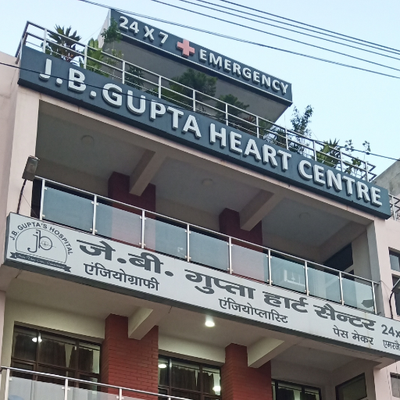 24 X 7 + EMERGENCY
J.B.GUPTA HEART CENTRE
J.B. GUPTA'S HOSPITAL
जे.बी. गुप्ता हार्ट सैन्टर 24x
एंजियोग्राफी एंजियोप्लास्टि पेस मेकर